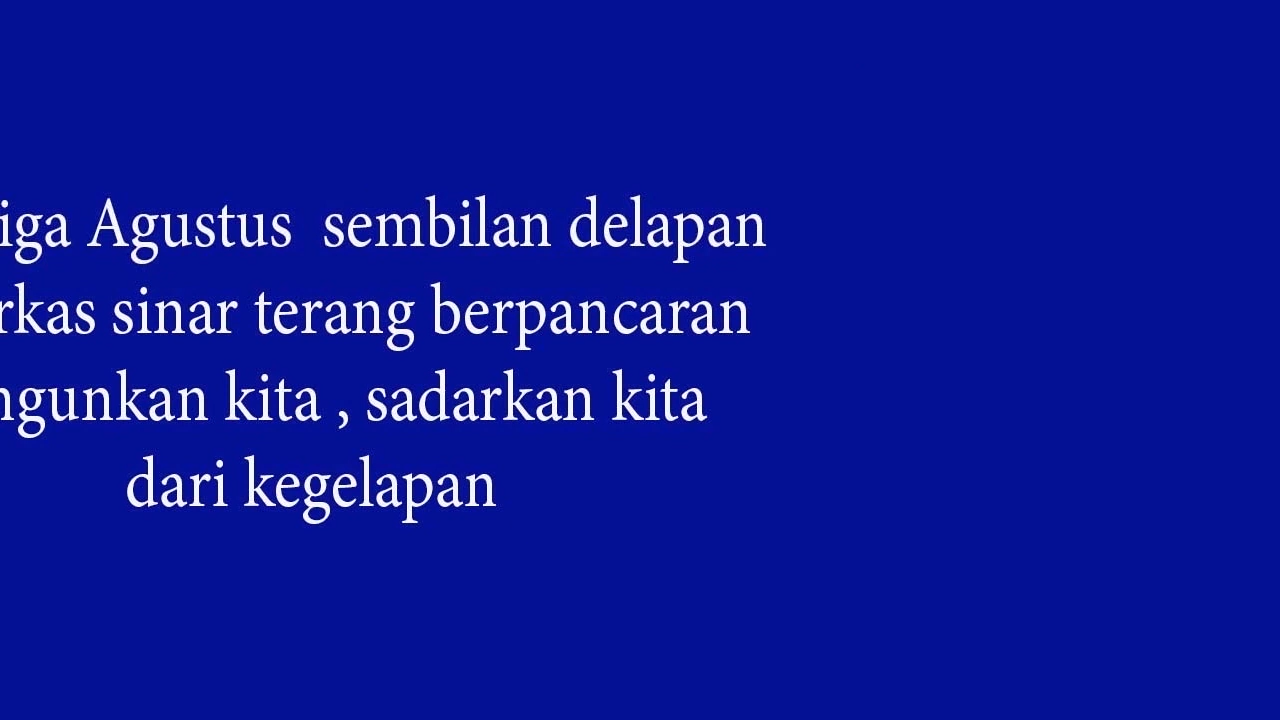 iga Agustus sembilan delapan
rkas sinar terang berpancaran
ngunkan kita , sadarkan kita
dari kegelapan